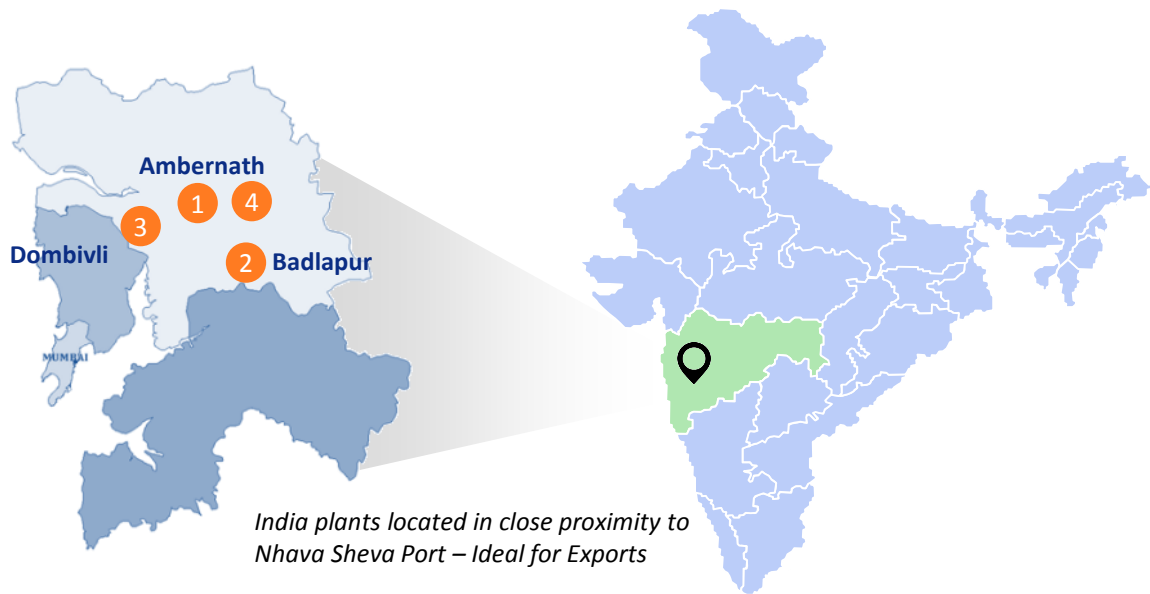 Ambernath
1
4
3
Dombivli
2
Badlapur
MUMBAI
India plants located in close proximity to
Nhava Sheva Port – Ideal for Exports